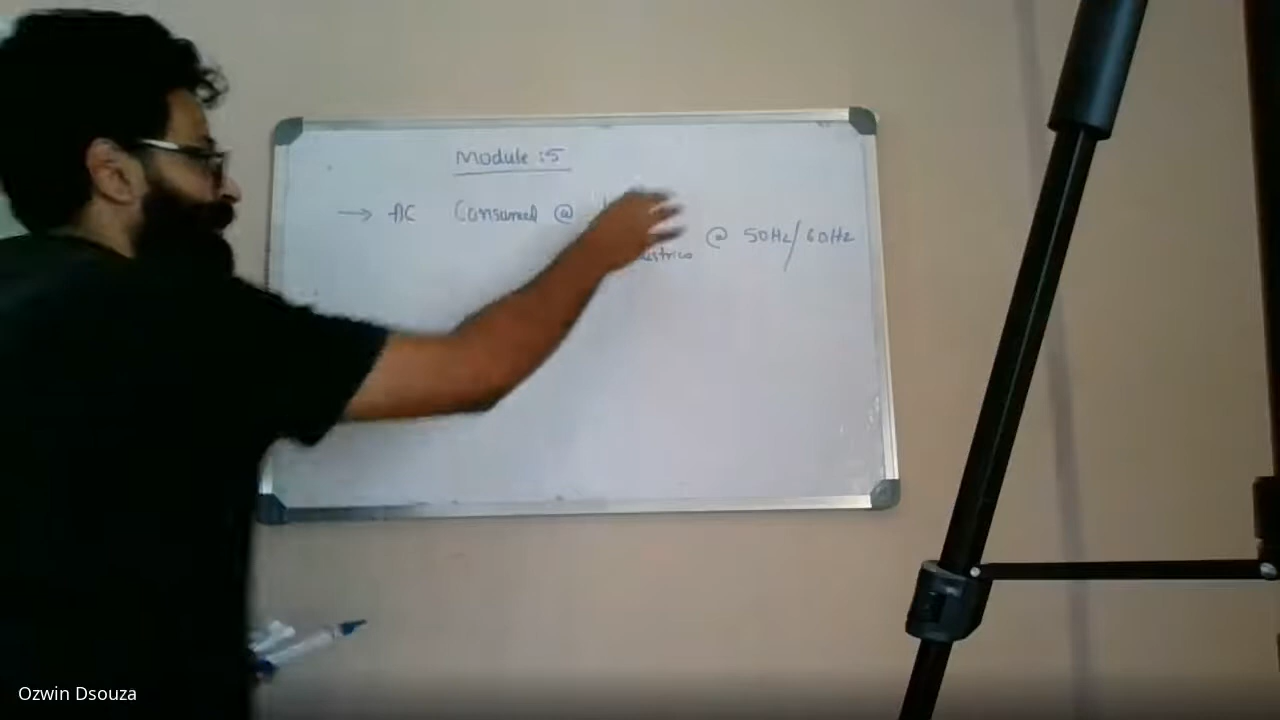 Module :5
→ AC Consumed @
@ 50Hz/60Hz
Ozwin Dsouza